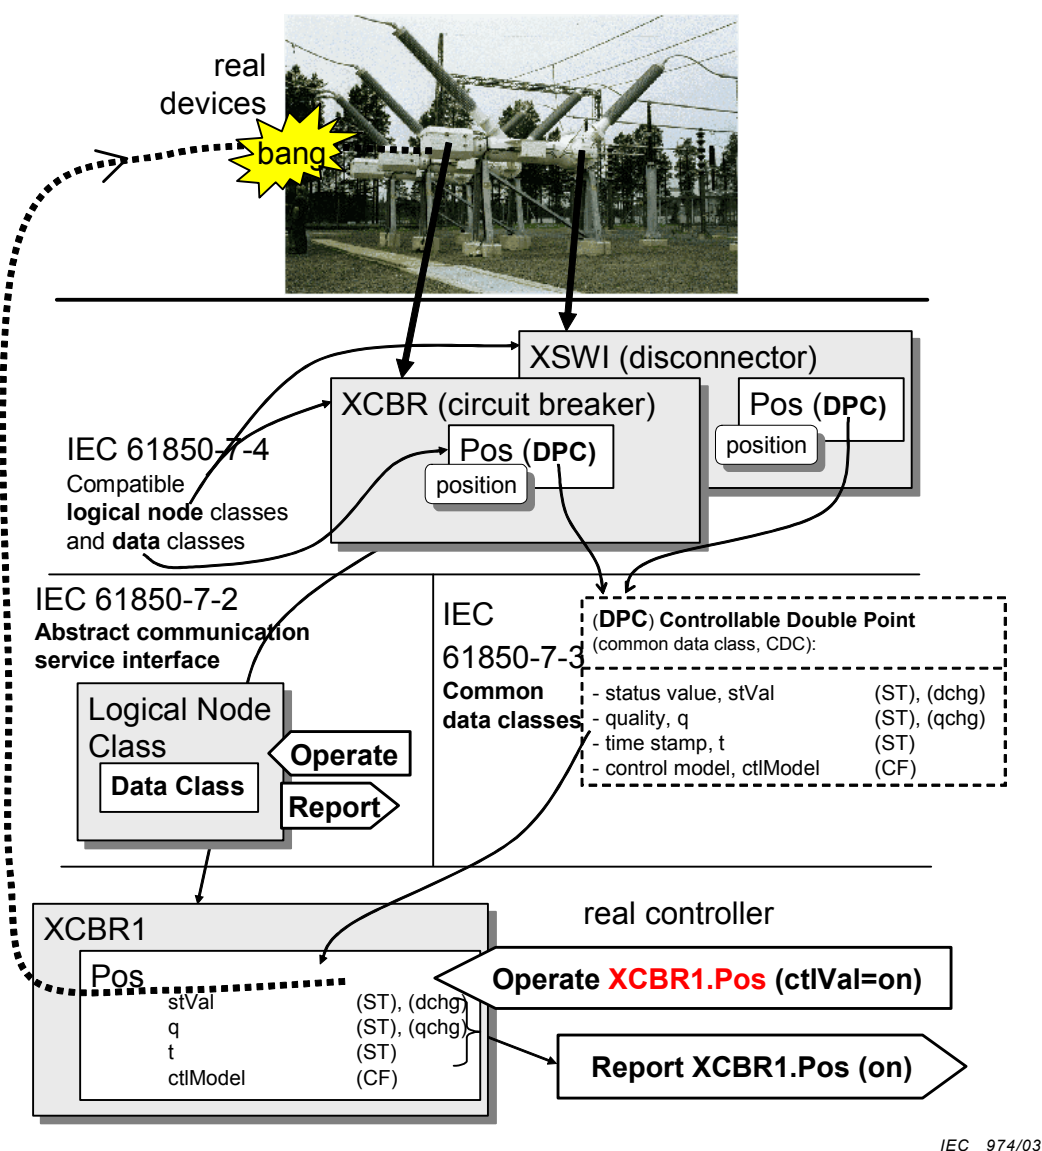 real
devices
bang
XSWI (disconnector)
Pos (DPC)
position
XCBR (circuit breaker)
Pos (DPC)
position
IEC 61850-7-4
Compatible
logical node classes
and data classes
IEC 61850-7-2
Abstract communication
service interface
Logical Node
Class
Data Class
Operate
Report
IEC
61850-7-3
Common
data classes
(DPC) Controllable Double Point
(common data class, CDC):
- status value, stVal (ST), (dchg)
- quality, q (ST), (qchg)
- time stamp, t (ST)
- control model, ctlModel (CF)
real controller
XCBR1
Pos
stVal (ST), (dchg)
q (ST), (qchg)
t (ST)
ctlModel (CF)
Operate XCBR1.Pos (ctlVal=on)
Report XCBR1.Pos (on)
IEC 974/03